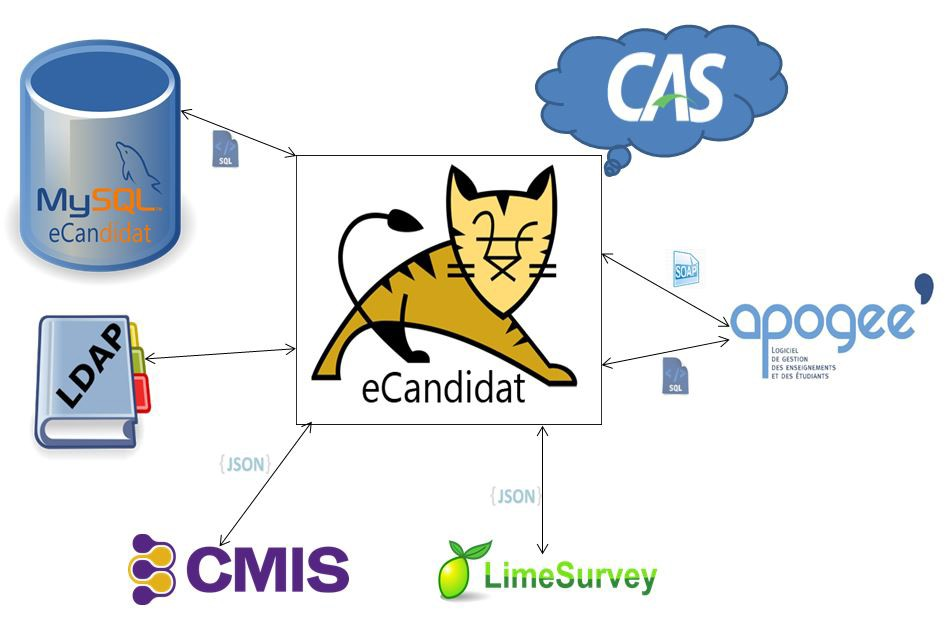 CAS
</>
SQL
MySQL™
eCandidat
SOAP
apogee'
LOGICIEL
DE GESTION
DES ENSEIGNEMENTS
ET DES ÉTUDIANTS
LDAP
</>
SQL
eCandidat
{JSON}
{JSON}
CMIS
LimeSurvey